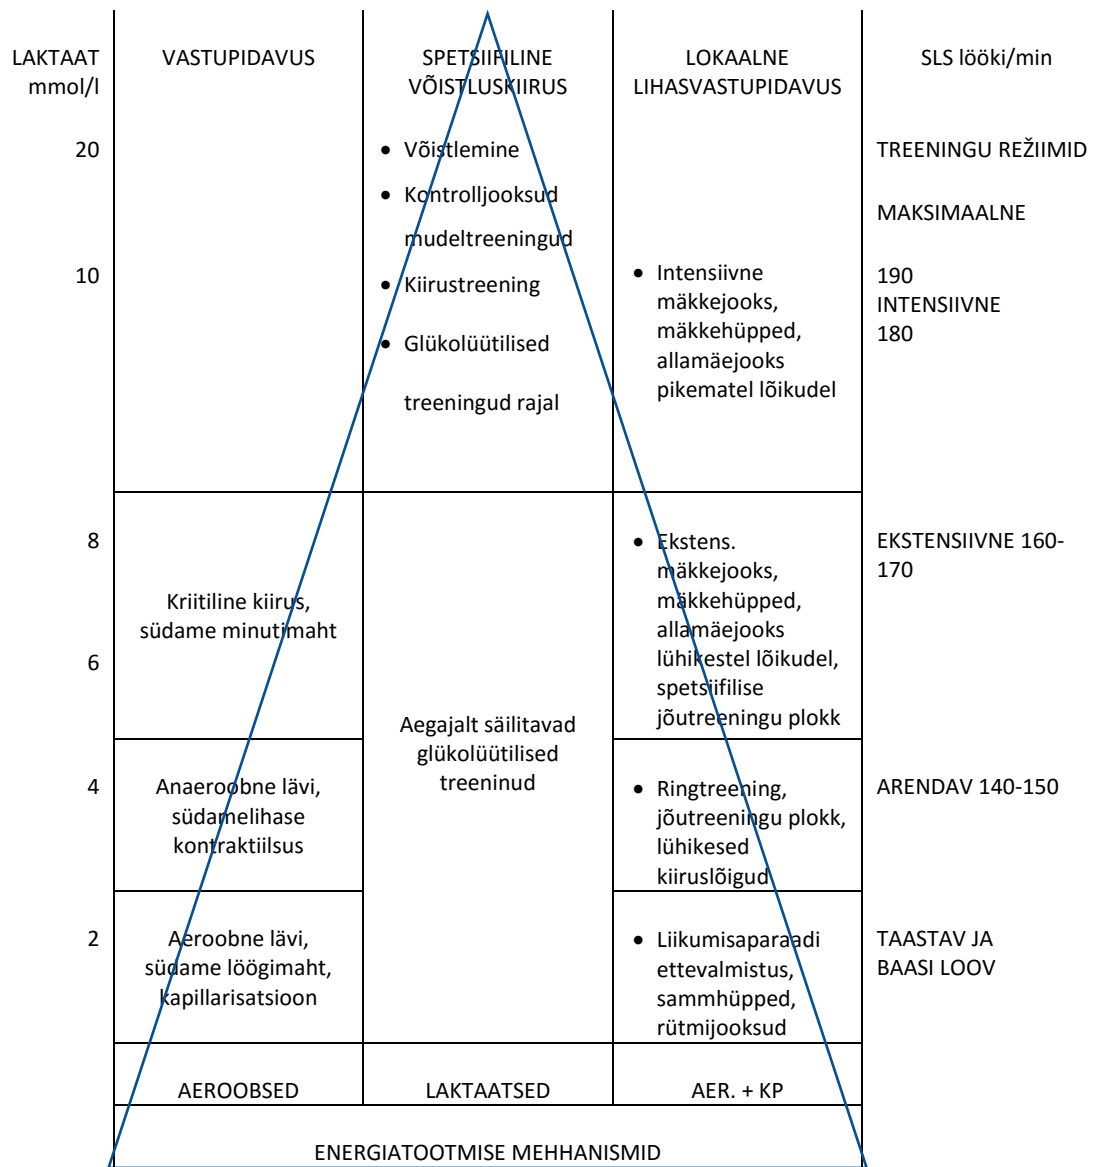 LAKTAAT
mmol/l
VASTUPIDAVUS
SPETSIIFILINE
VÕISTLUSKIIRUS
LOKAALNE
LIHASVASTUPIDAVUS
SLS lööki/min
20
• Võistlemine
• Kontrolljooksud
mudeltreeningud
TREENINGU REŽIIMID
MAKSIMAALNE
10
• Kiirustreening
• Glükolüütilised
treeningud rajal
• Intensiivne
mäkkejooks,
mäkkehüpped,
allamäejooks
pikematel lõikudel
190
INTENSIIVNE
180
8
6
Kriitiline kiirus,
südame minutimaht
Aegajalt säilitavad
glükolüütilised
treeninud
• Ekstens.
mäkkejooks,
mäkkehüpped,
allamäejooks
lühikestel lõikudel,
spetsiifilise
jõutreeningu plokk
EKSTENSIIVNE 160-
170
4
Anaeroobne lävi,
südamelihase
kontraktiilsus
• Ringtreening,
jõutreeningu plokk,
lühikesed
kiiruslõigud
ARENDAV 140-150
2
Aeroobne lävi,
südame löögimaht,
kapillarisatsioon
• Liikumisaparaadi
ettevalmistus,
sammhüpped,
rütmijooksud
TAASTAV JA
BAASI LOOV
AEROOBSED
LAKTAATSED
AER. + KP
ENERGIATOOTMISE MEHHANISMID